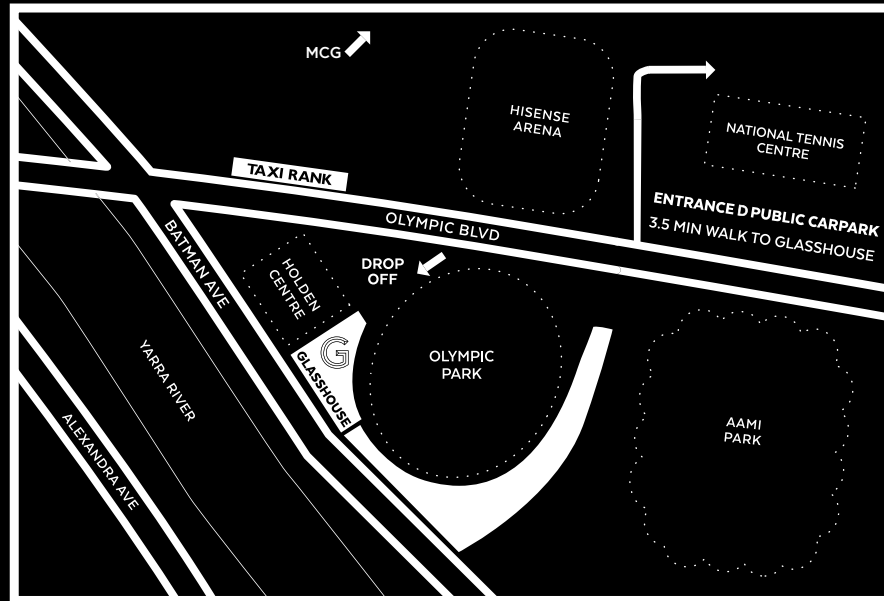 MCG
HISENSE
ARENA
NATIONAL TENNIS
CENTRE
TAXI RANK
ENTRANCE D PUBLIC CARPARK
3.5 MIN WALK TO GLASSHOUSE
OLYMPIC BLVD
BATMAN AVE
HOLDEN
CENTRE
DROP
OFF
G
GLASSHOUSE
OLYMPIC
PARK
YARRA RIVER
ALEXANDRA AVE
AAMI
PARK